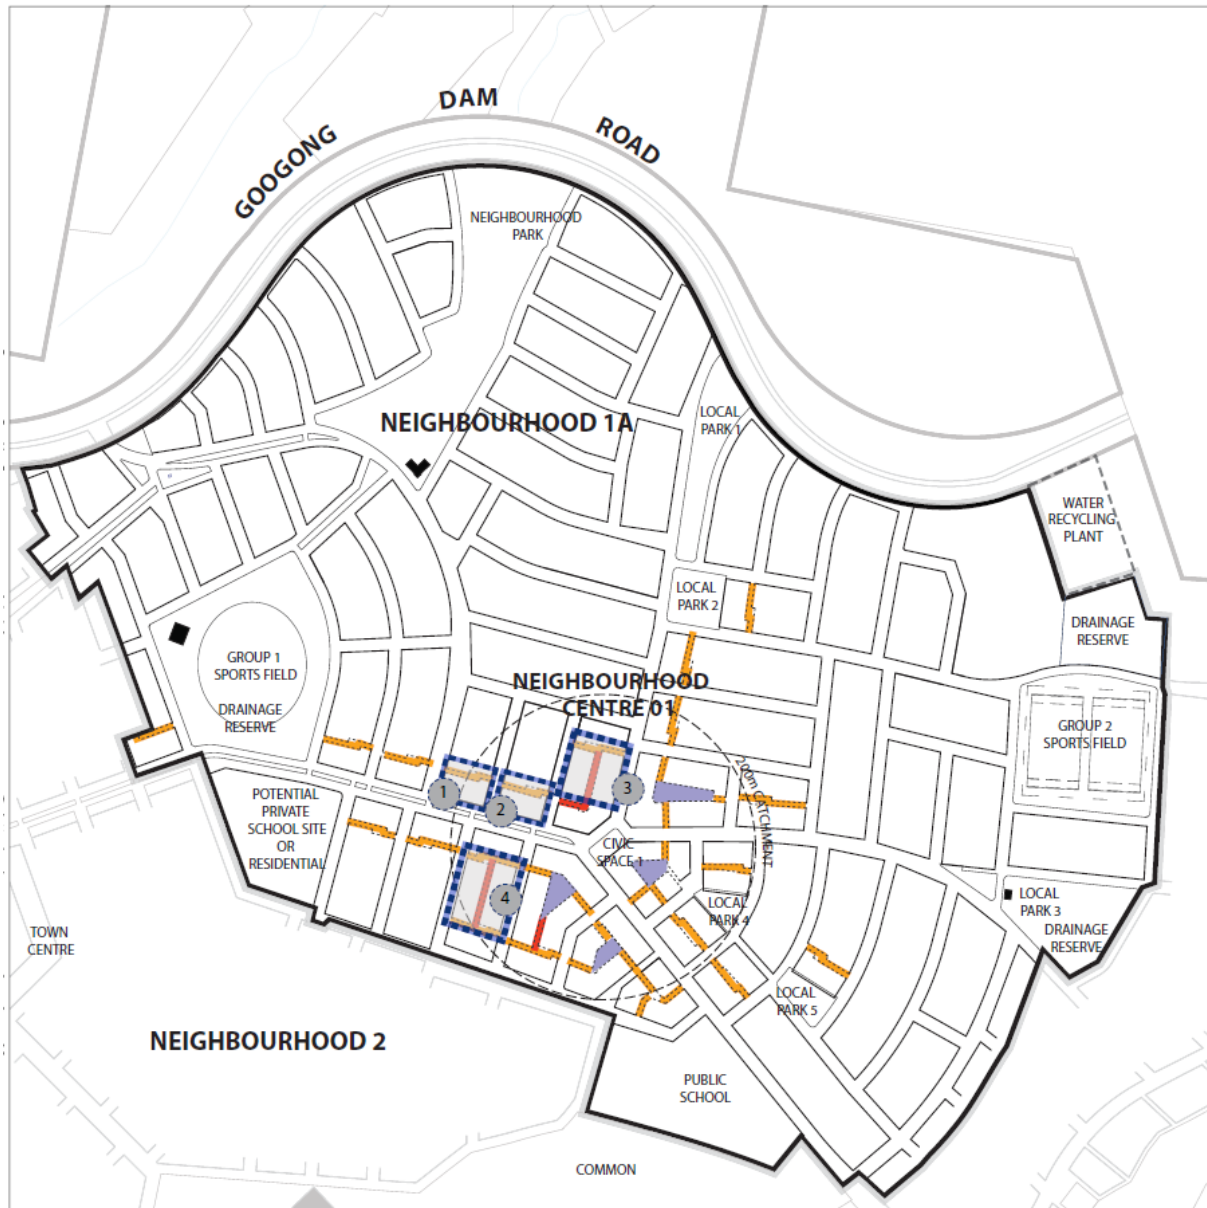 GOOGONG
DAM
ROAD
NEIGHBOURHOOD
PARK
NEIGHBOURHOOD 1A
LOCAL
PARK 1
WATER
RECYCLING
PLANT
LOCAL
PARK 2
DRAINAGE
RESERVE
GROUP 1
SPORTS FIELD
DRAINAGE
RESERVE
NEIGHBOURHOOD
CENTRE 01
GROUP 2
SPORTS FIELD
200m CATCHMENT
1
2
3
POTENTIAL
PRIVATE
SCHOOL SITE
OR
RESIDENTIAL
CIVIC
SPACE 1
4
LOCAL
PARK 4
LOCAL
PARK 3
DRAINAGE
RESERVE
TOWN
CENTRE
LOCAL
PARK 5
NEIGHBOURHOOD 2
PUBLIC
SCHOOL
COMMON